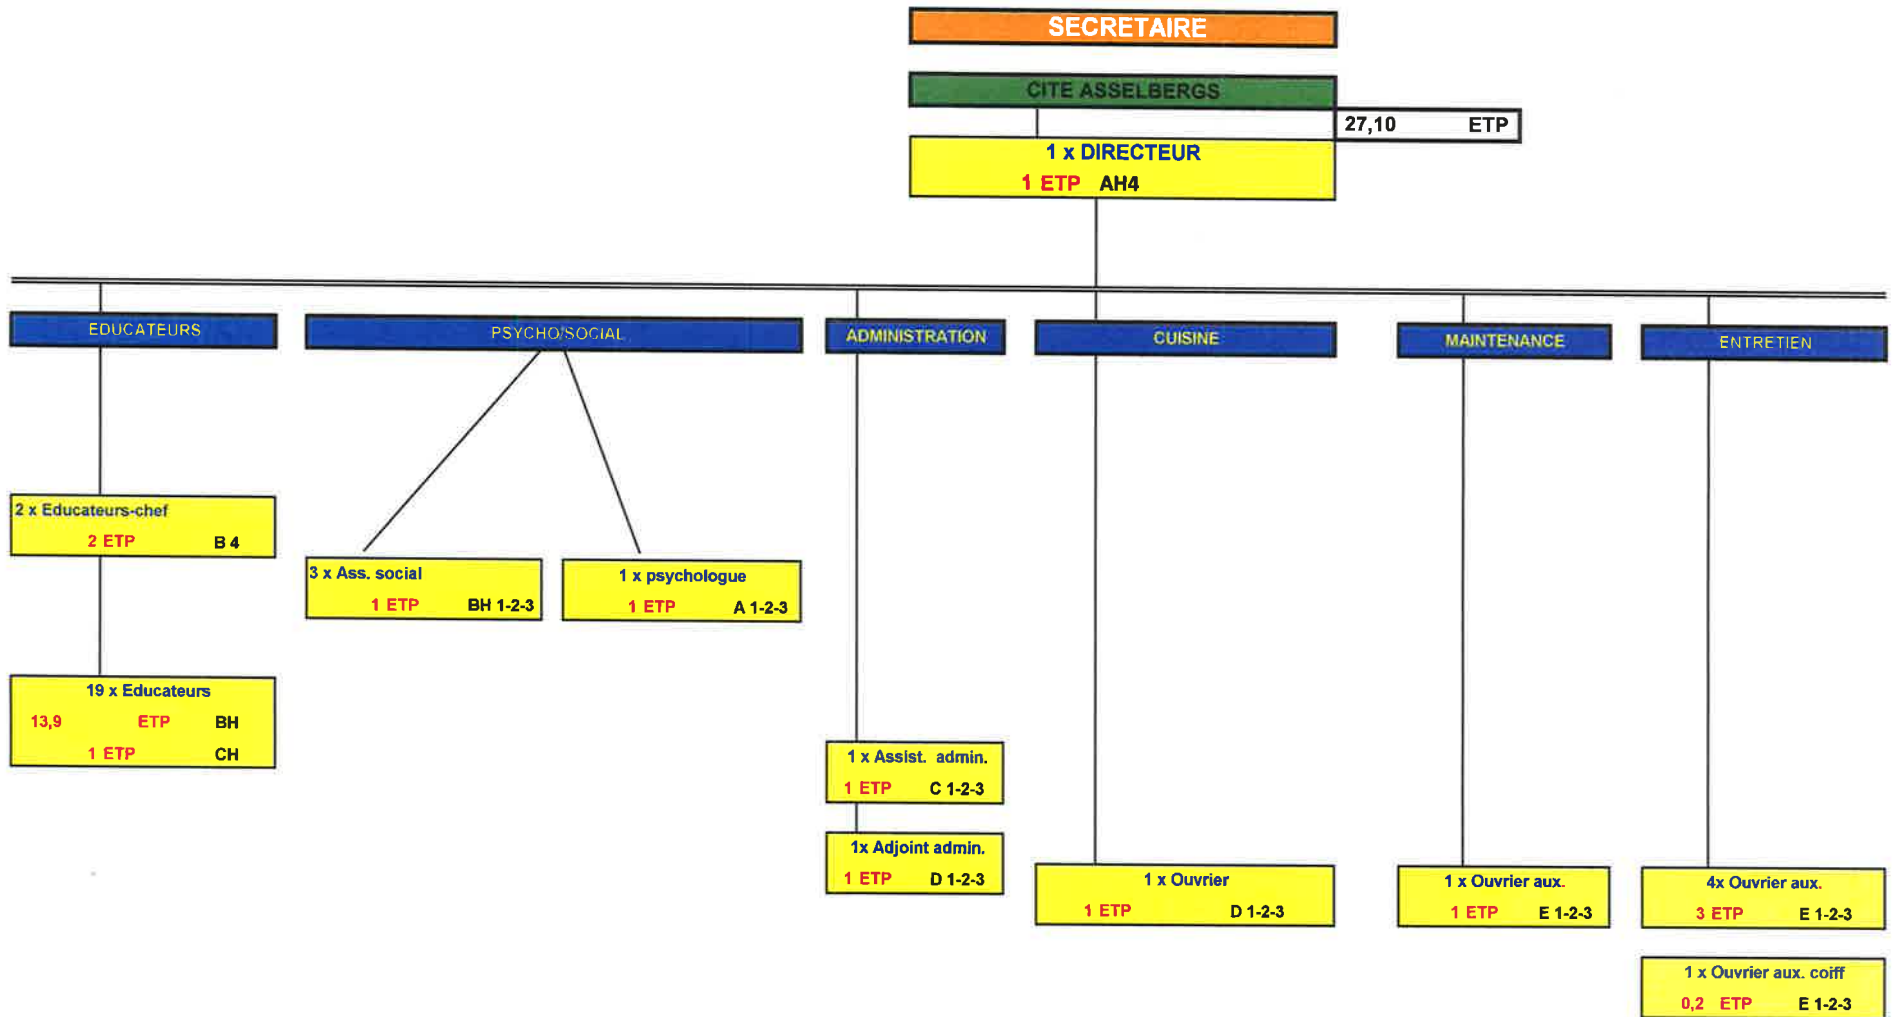 SECRETAIRE
CITE ASSELBERGS
27,10 ETP
1 x DIRECTEUR
1 ETP AH4
EDUCATEURS
PSYCHO/SOCIAL
ADMINISTRATION
CUISINE
MAINTENANCE
ENTRETIEN
2 x Educateurs-chef
2 ETP B 4
3 x Ass. social
1 ETP BH 1-2-3
1 x psychologue
1 ETP A 1-2-3
19 x Educateurs
13,9 ETP BH
1 ETP CH
1 x Assist. admin.
1 ETP C 1-2-3
1x Adjoint admin.
1 ETP D 1-2-3
1 x Ouvrier
1 ETP D 1-2-3
1 x Ouvrier aux.
1 ETP E 1-2-3
4x Ouvrier aux.
3 ETP E 1-2-3
1 x Ouvrier aux. coiff
0,2 ETP E 1-2-3